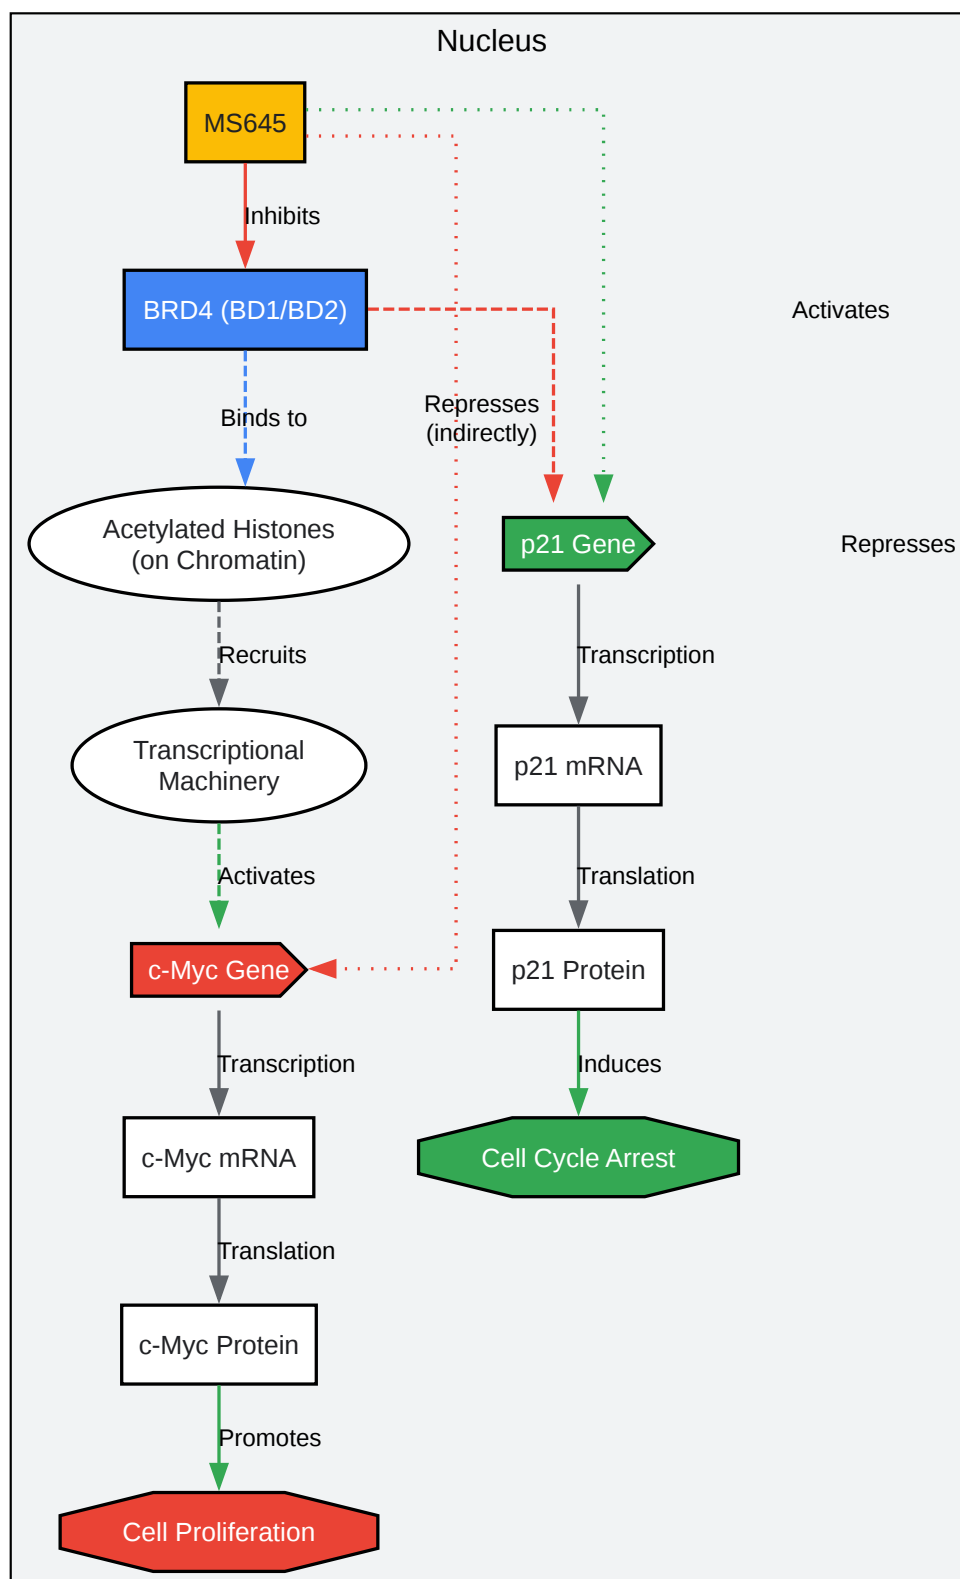 Nucleus
MS645
Inhibits
BRD4 (BD1/BD2)
Activates
Binds to
Represses
(indirectly)
Acetylated Histones
(on Chromatin)
p21 Gene
Represses
Recruits
Transcription
Transcriptional
Machinery
p21 mRNA
Activates
Translation
c-Myc Gene
p21 Protein
Transcription
Induces
c-Myc mRNA
Cell Cycle Arrest
Translation
c-Myc Protein
Promotes
Cell Proliferation